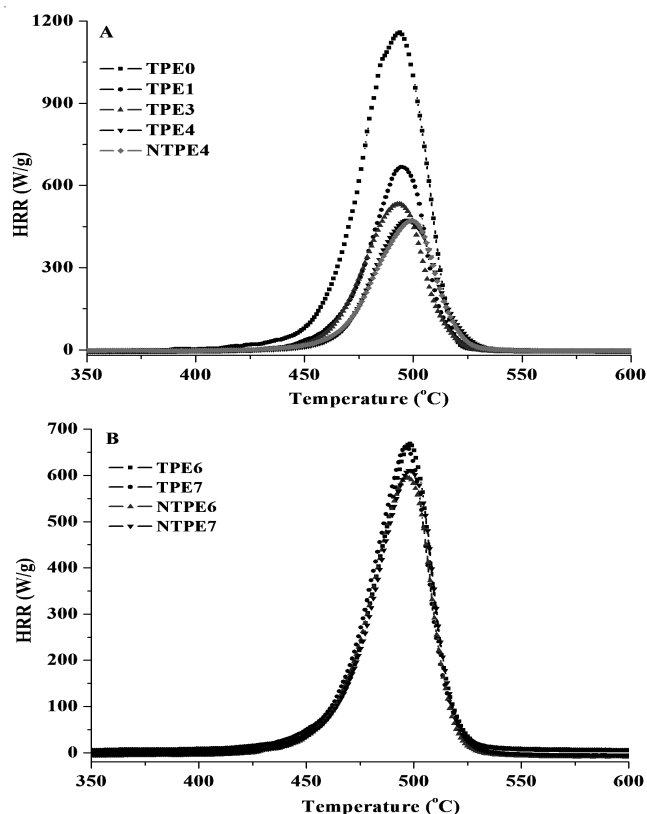 A
1200
900
600
300
0
HRR (W/g)
TPE0
TPE1
TPE3
TPE4
NTPE4
350 400 450 500 550 600
Temperature (°C)
B
700
600
500
400
300
200
100
0
HRR (W/g)
TPE6
TPE7
NTPE6
NTPE7
350 400 450 500 550 600
Temperature (°C)